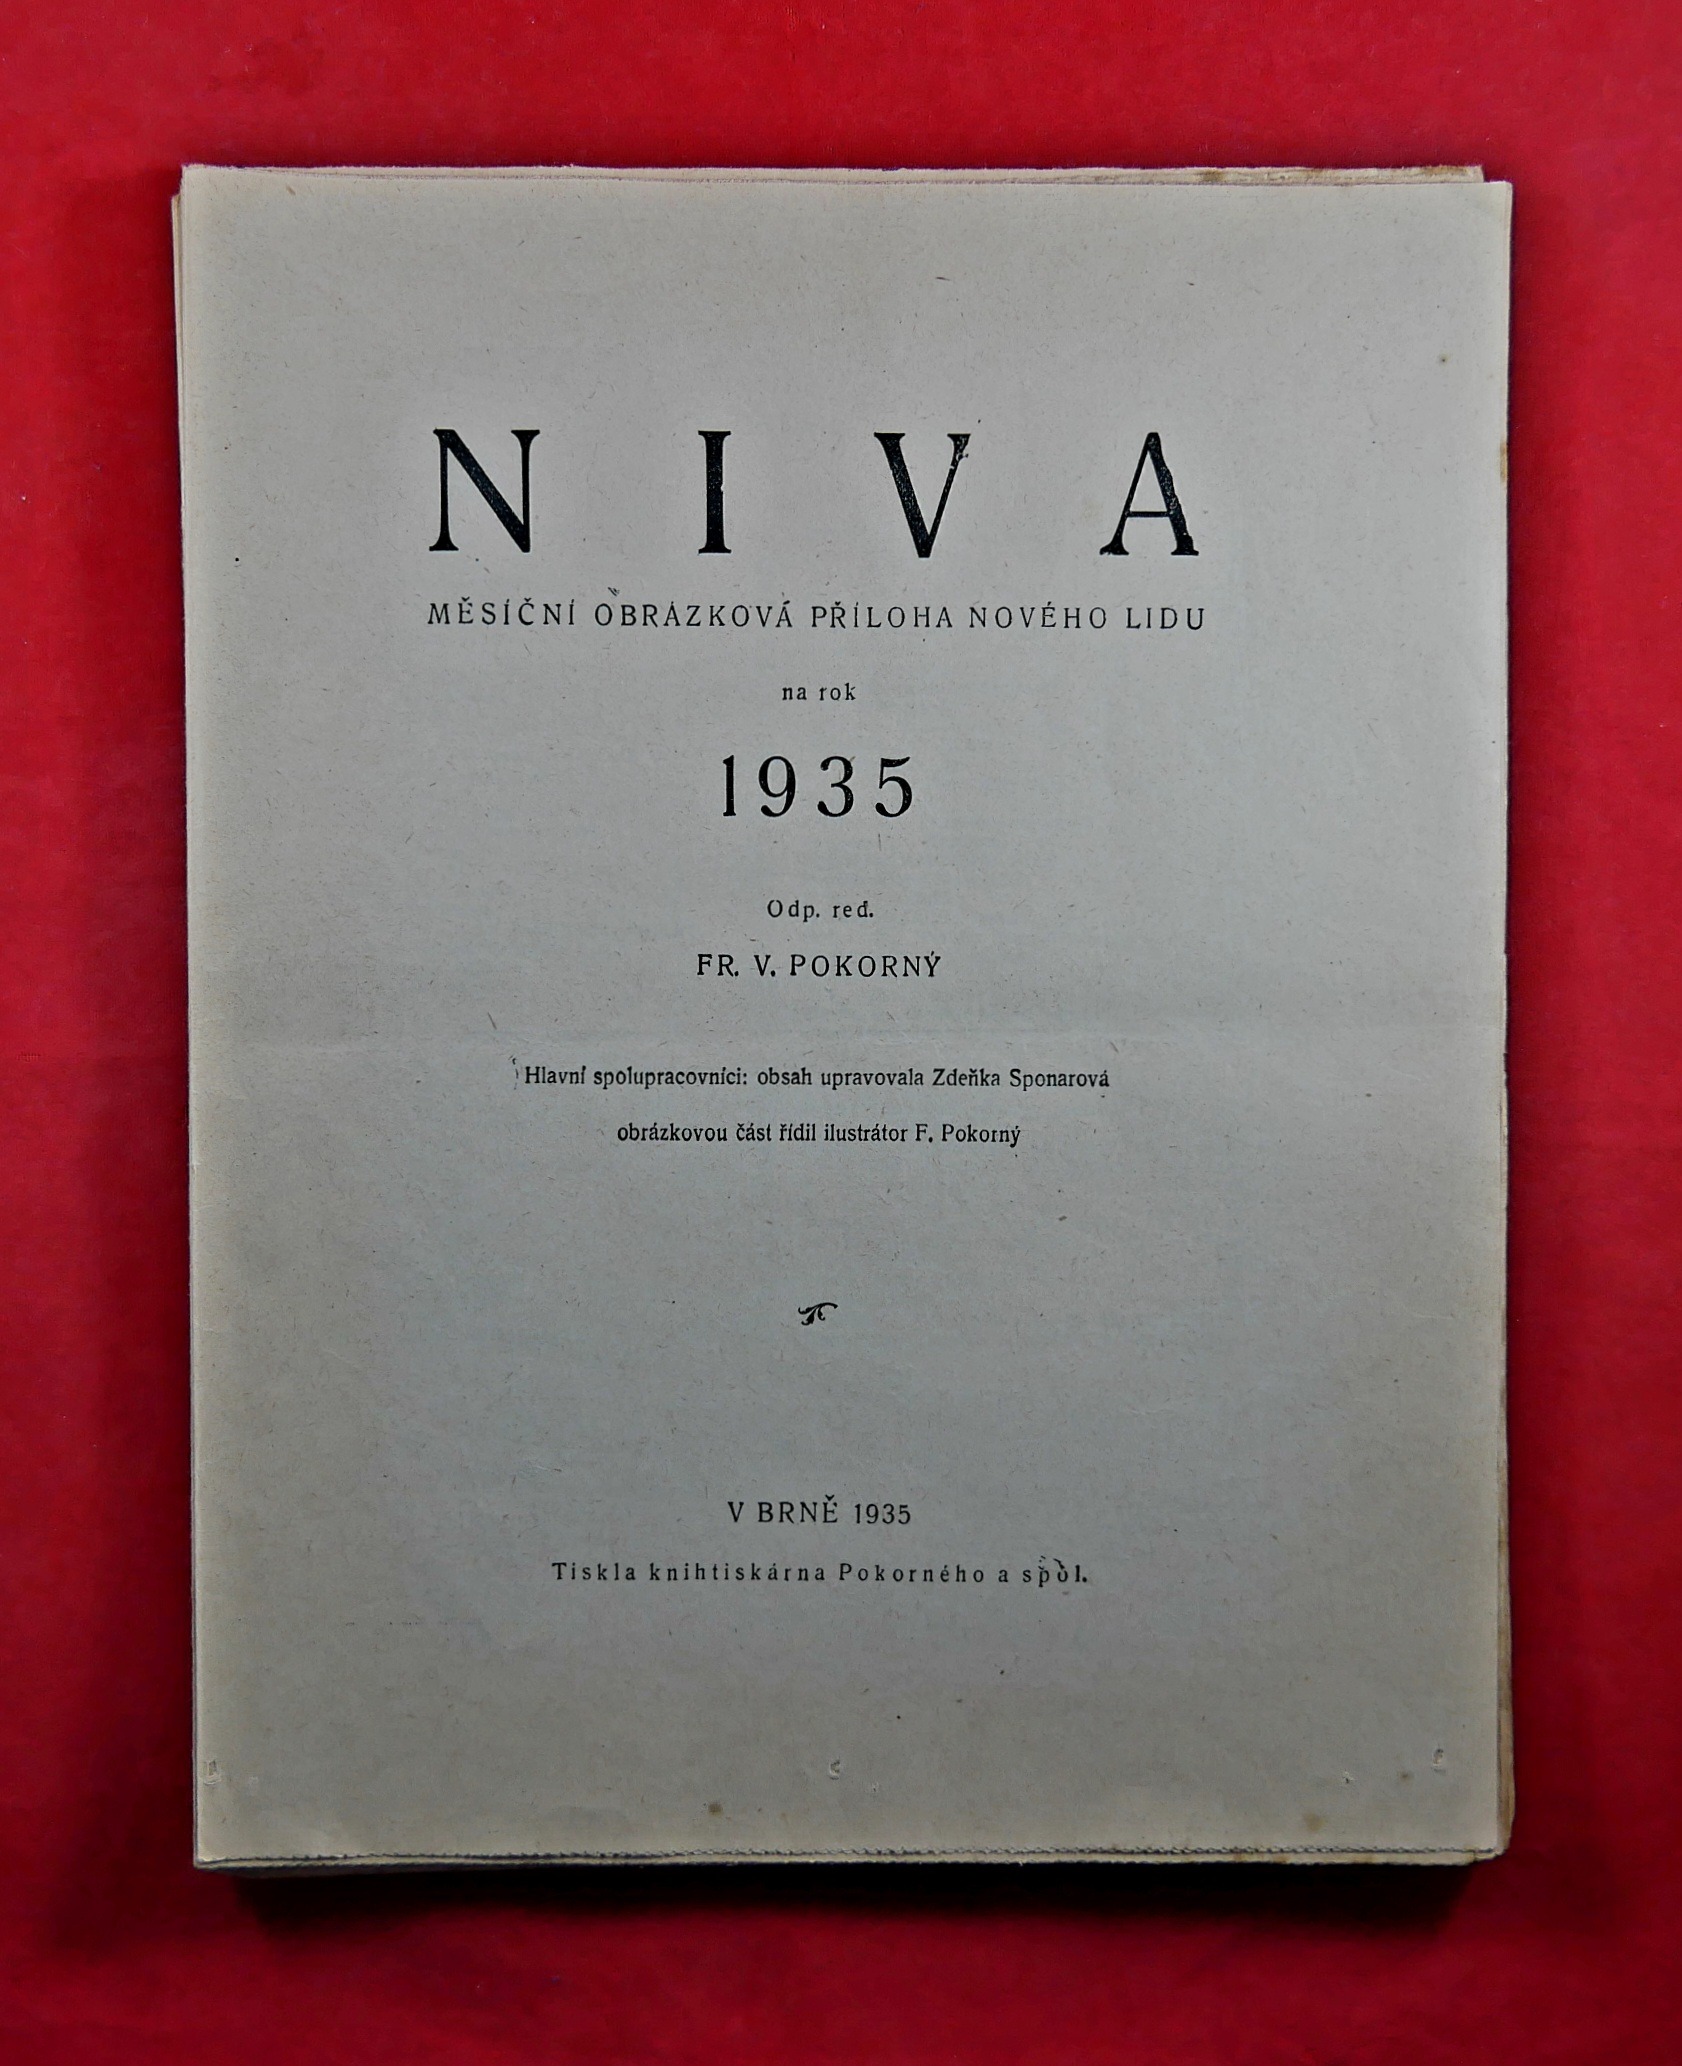 NIVA
MĚSÍČNÍ OBRÁZKOVÁ PŘÍLOHA NOVÉHO LIDU
na rok
1935
Odp. red.
FR. V. POKORNÝ
Hlavní spolupracovníci: obsah upravovala Zdeňka Sponarová
obrázkovou část řídil ilustrátor F. Pokorný
V BRNĚ 1935
Tiskla knihtiskárna Pokorného a spol.